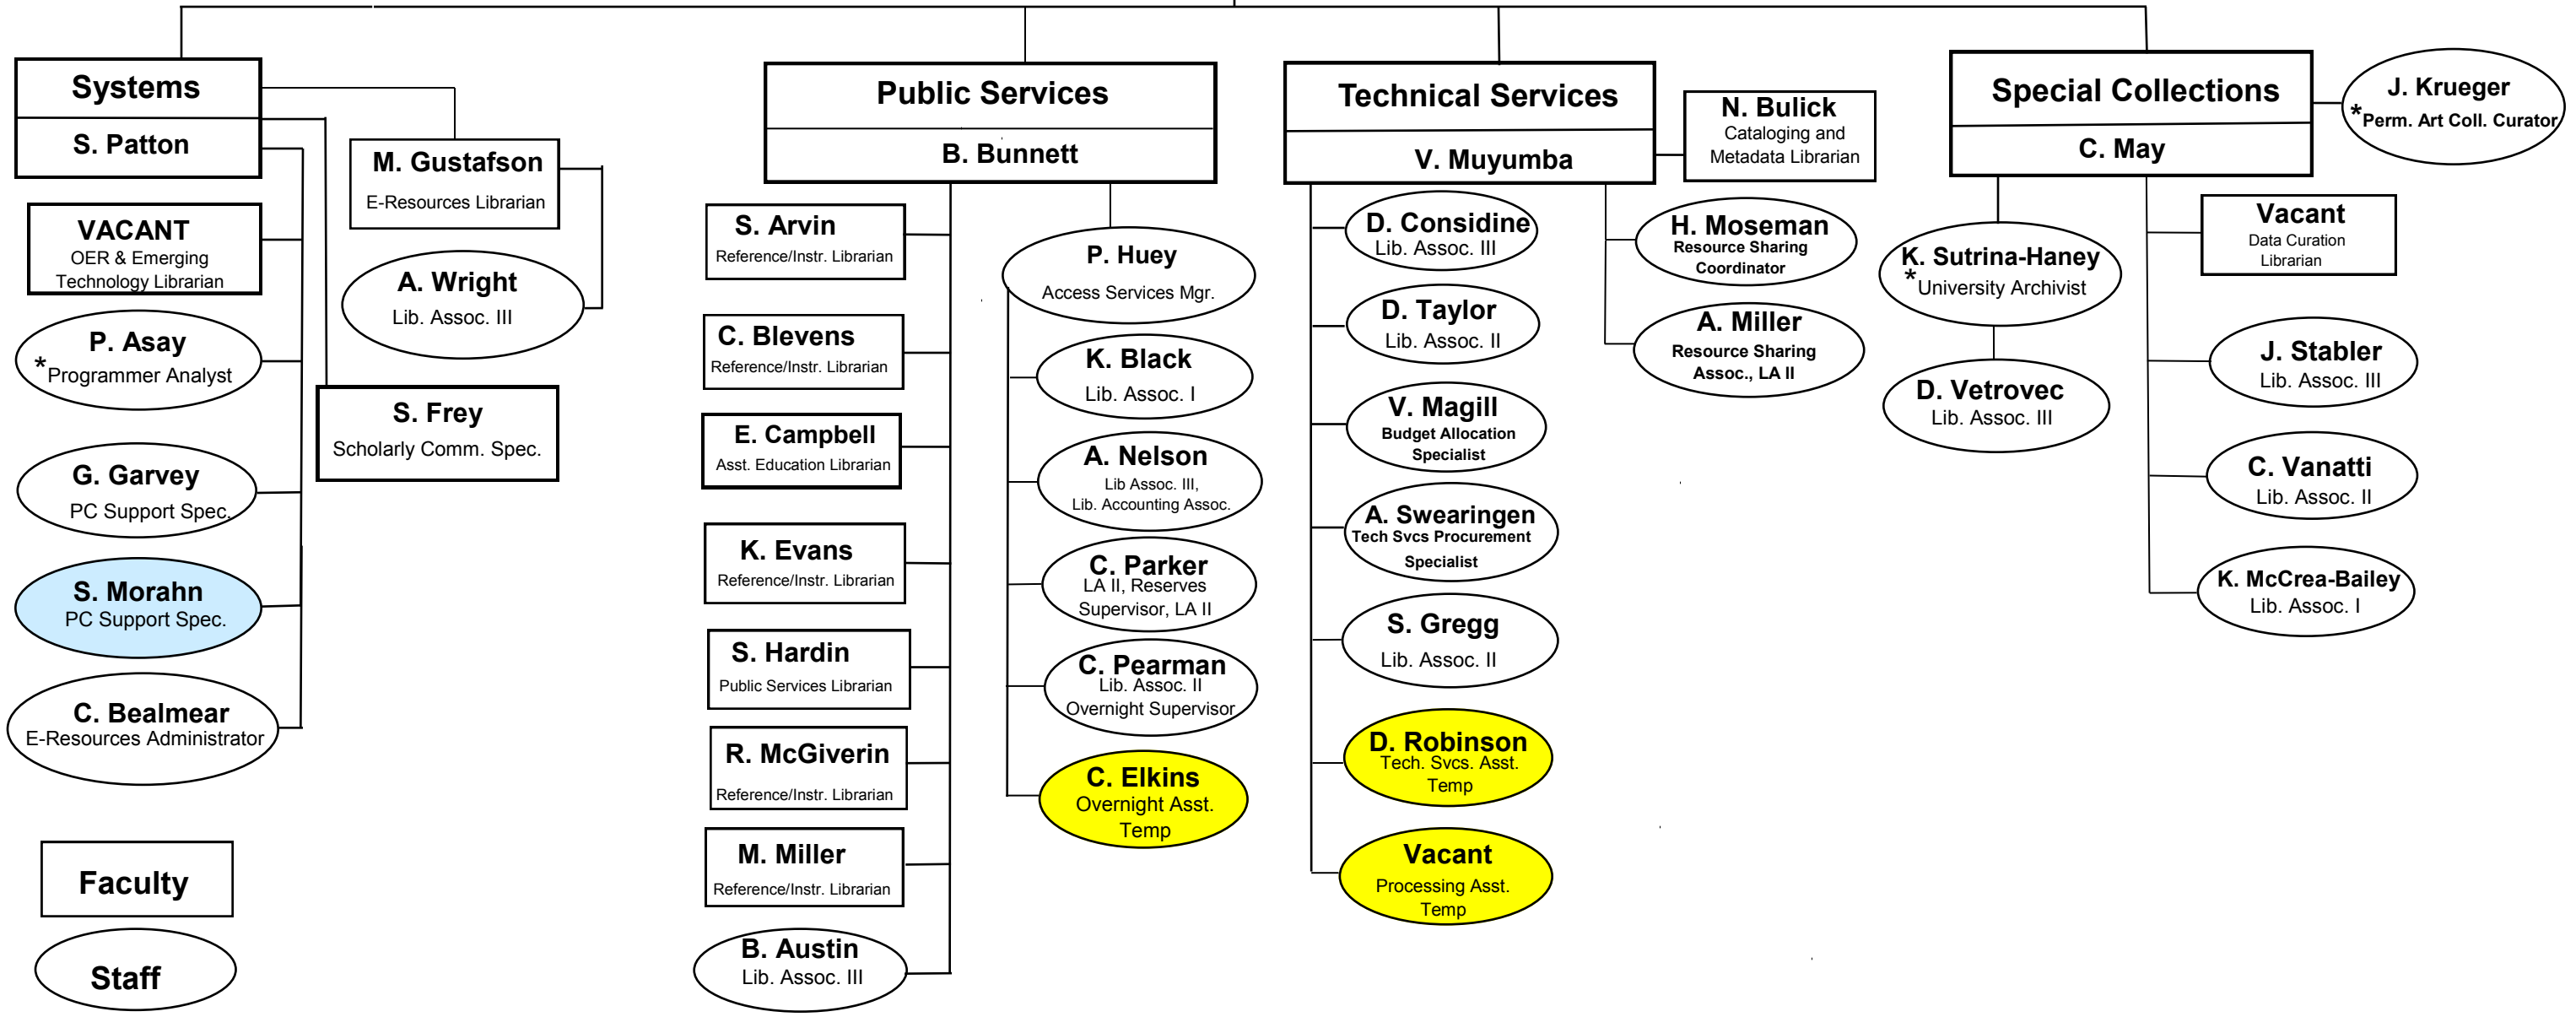 Systems
S. Patton
VACANT
OER & Emerging
Technology Librarian
P. Asay
*Programmer Analyst
G. Garvey
PC Support Spec.
S. Morahn
PC Support Spec.
C. Bealmear
E-Resources Administrator
M. Gustafson
E-Resources Librarian
A. Wright
Lib. Assoc. III
S. Frey
Scholarly Comm. Spec.
Faculty
Staff
Public Services
B. Bunnett
S. Arvin
Reference/Instr. Librarian
C. Blevens
Reference/Instr. Librarian
E. Campbell
Asst. Education Librarian
K. Evans
Reference/Instr. Librarian
S. Hardin
Public Services Librarian
R. McGiverin
Reference/Instr. Librarian
M. Miller
Reference/Instr. Librarian
B. Austin
Lib. Assoc. III
P. Huey
Access Services Mgr.
K. Black
Lib. Assoc. I
A. Nelson
Lib Assoc. III,
Lib. Accounting Assoc.
C. Parker
LA II, Reserves
Supervisor, LA II
C. Pearman
Lib. Assoc. II
Overnight Supervisor
C. Elkins
Overnight Asst.
Temp
Technical Services
V. Muyumba
N. Bulick
Cataloging and
Metadata Librarian
D. Considine
Lib. Assoc. III
D. Taylor
Lib. Assoc. II
V. Magill
Budget Allocation
Specialist
A. Swearingen
Tech Svcs Procurement
Specialist
S. Gregg
Lib. Assoc. II
D. Robinson
Tech. Svcs. Asst.
Temp
Vacant
Processing Asst.
Temp
H. Moseman
Resource Sharing
Coordinator
A. Miller
Resource Sharing
Assoc., LA II
Special Collections
C. May
J. Krueger
*Perm. Art Coll. Curator
K. Sutrina-Haney
*University Archivist
D. Vetrovec
Lib. Assoc. III
Vacant
Data Curation
Librarian
J. Stabler
Lib. Assoc. III
C. Vanatti
Lib. Assoc. II
K. McCrea-Bailey
Lib. Assoc. I